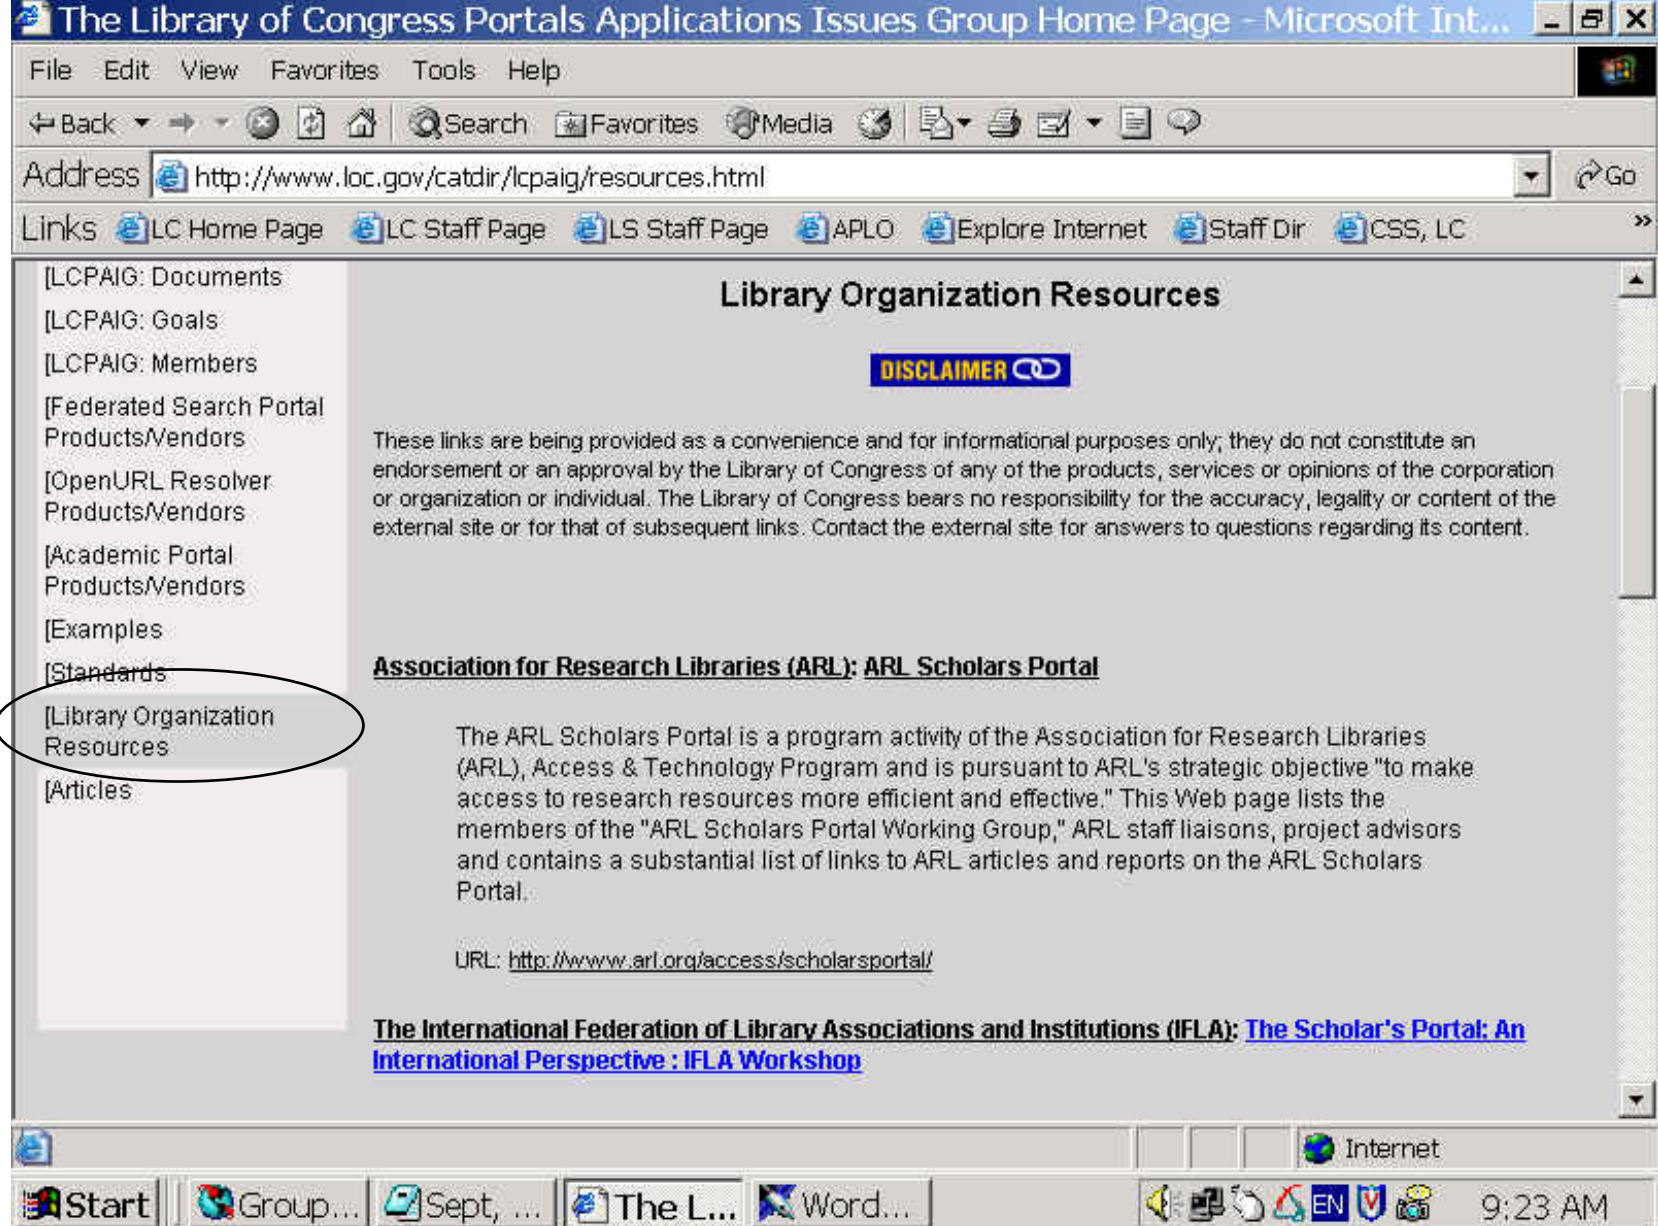 The Library of Congress Portals Applications Issues Group Home Page - Microsoft Int...
File Edit View Favorites Tools Help
Back Search Favorites Media
Address http://www.loc.gov/catdir/lcpaig/resources.html Go
Links LC Home Page LC Staff Page LS Staff Page APLO Explore Internet Staff Dir CSS, LC »
[LCPAIG: Documents
[LCPAIG: Goals
[LCPAIG: Members
[Federated Search Portal
Products/Vendors
[OpenURL Resolver
Products/Vendors
[Academic Portal
Products/Vendors
[Examples
[Standards
[Library Organization
Resources
[Articles
Library Organization Resources
DISCLAIMER
These links are being provided as a convenience and for informational purposes only; they do not constitute an
endorsement or an approval by the Library of Congress of any of the products, services or opinions of the corporation
or organization or individual. The Library of Congress bears no responsibility for the accuracy, legality or content of the
external site or for that of subsequent links. Contact the external site for answers to questions regarding its content.
Association for Research Libraries (ARL): ARL Scholars Portal
The ARL Scholars Portal is a program activity of the Association for Research Libraries
(ARL), Access & Technology Program and is pursuant to ARL's strategic objective "to make
access to research resources more efficient and effective." This Web page lists the
members of the "ARL Scholars Portal Working Group," ARL staff liaisons, project advisors
and contains a substantial list of links to ARL articles and reports on the ARL Scholars
Portal.
URL: http://www.arl.org/access/scholarsportal/
The International Federation of Library Associations and Institutions (IFLA): The Scholar's Portal: An
International Perspective : IFLA Workshop
Internet
Start Group... Sept, ... The L... Word... EN 9:23 AM